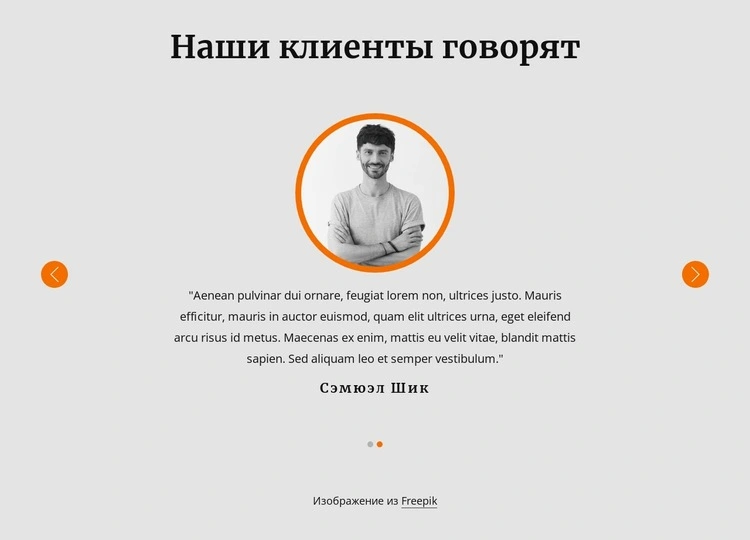 Наши клиенты говорят
"Aenean pulvinar dui ornare, feugiat lorem non, ultrices justo. Mauris
efficitur, mauris in auctor euismod, quam elit ultrices urna, eget eleifend
arcu risus id metus. Maecenas ex enim, mattis eu velit vitae, blandit mattis
sapien. Sed aliquam leo et semper vestibulum."
Сэмюэл Шик
Изображение из Freepik